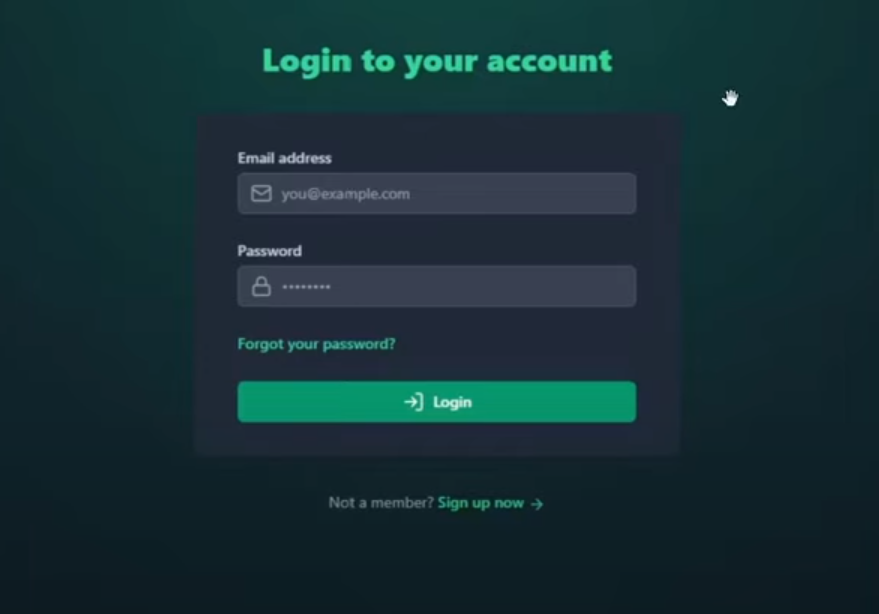 Login to your account
Email address
you@example.com
Password
••••••••
Forgot your password?
Login
Not a member? Sign up now →